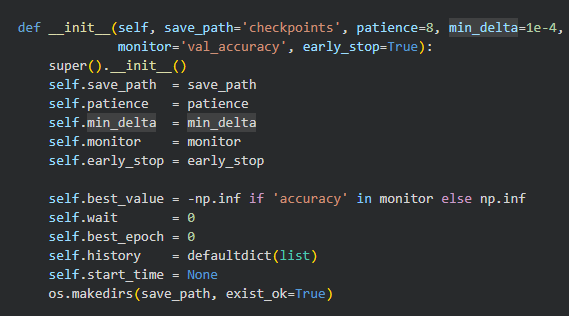 def __init__(self, save_path='checkpoints', patience=8, min_delta=1e-4,
             monitor='val_accuracy', early_stop=True):
    super().__init__()
    self.save_path  = save_path
    self.patience   = patience
    self.min_delta  = min_delta
    self.monitor    = monitor
    self.early_stop = early_stop

    self.best_value = -np.inf if 'accuracy' in monitor else np.inf
    self.wait       = 0
    self.best_epoch = 0
    self.history    = defaultdict(list)
    self.start_time = None
    os.makedirs(save_path, exist_ok=True)